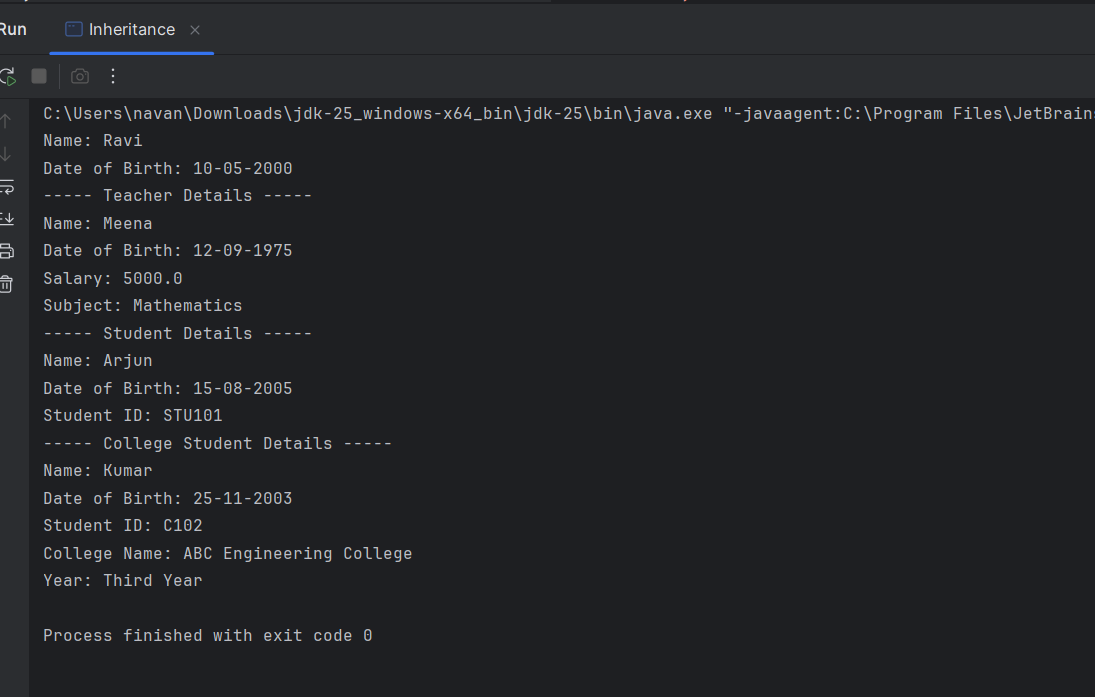 Run
Inheritance
C:\Users\navan\Downloads\jdk-25_windows-x64_bin\jdk-25\bin\java.exe "-javaagent:C:\Program Files\JetBrains
Name: Ravi
Date of Birth: 10-05-2000
----- Teacher Details -----
Name: Meena
Date of Birth: 12-09-1975
Salary: 5000.0
Subject: Mathematics
----- Student Details -----
Name: Arjun
Date of Birth: 15-08-2005
Student ID: STU101
----- College Student Details -----
Name: Kumar
Date of Birth: 25-11-2003
Student ID: C102
College Name: ABC Engineering College
Year: Third Year
Process finished with exit code 0